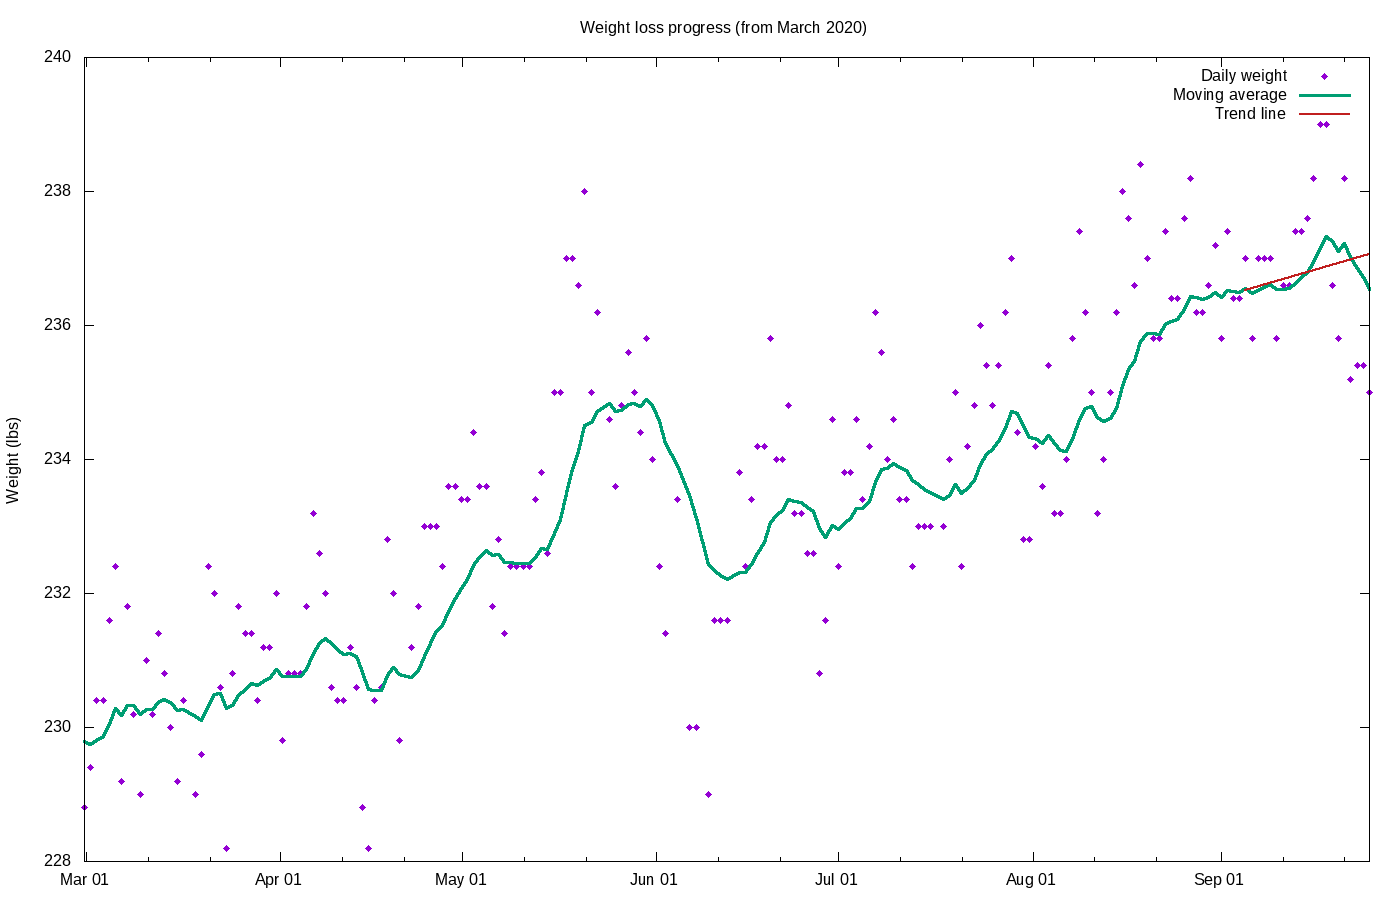 Weight loss progress (from March 2020)
240
238
236
234
232
230
228
Weight (lbs)
Daily weight
Moving average
Trend line
Mar 01 Apr 01 May 01 Jun 01 Jul 01 Aug 01 Sep 01